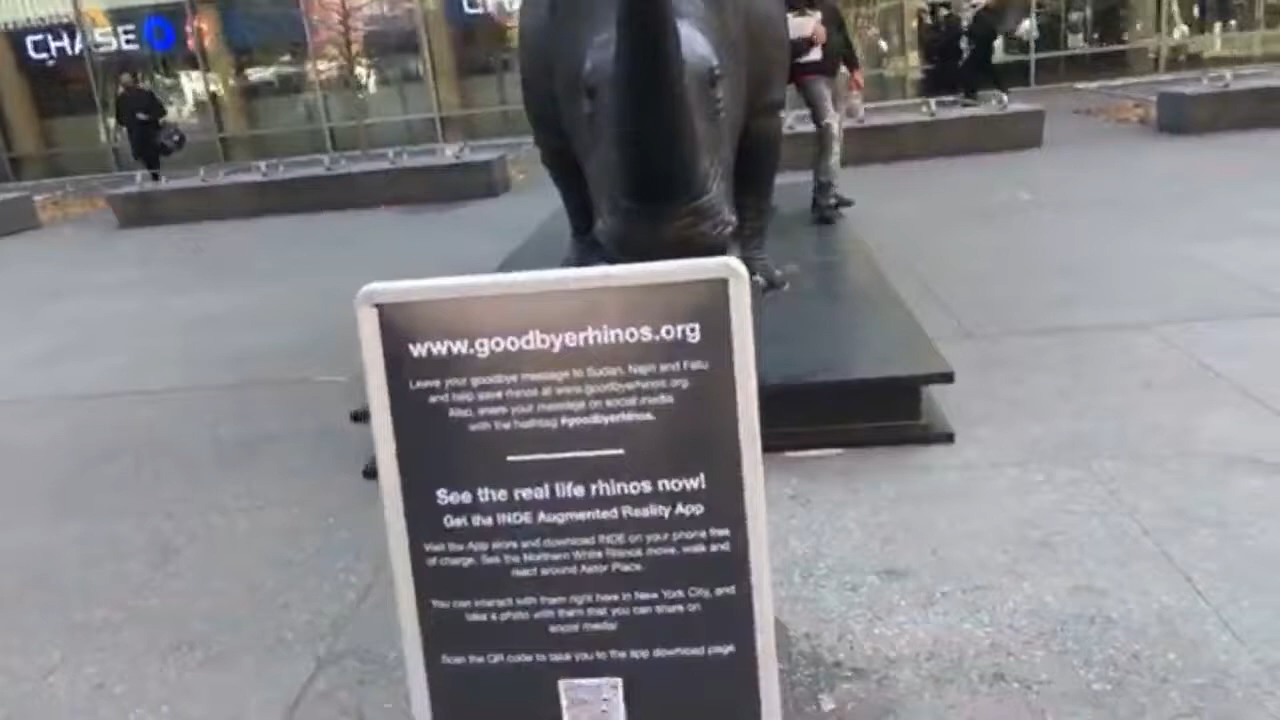 CHASE
www.goodbyerhinos.org
Leave your goodbye message to Sudan, Najin and Fatu
and help save rhinos at www.goodbyerhinos.org
Also, share your message on social media
with the hashtag #goodbyerhinos.
See the real life rhinos now!
Get the INDE Augmented Reality App
Visit the App store and download INDE on your phone free
of charge. See the Northern White Rhinos move, walk and
react around Astor Place.
You can interact with them right here in New York City, and
take a photo with them that you can share on
social media!
Scan the QR code to take you to the app download page